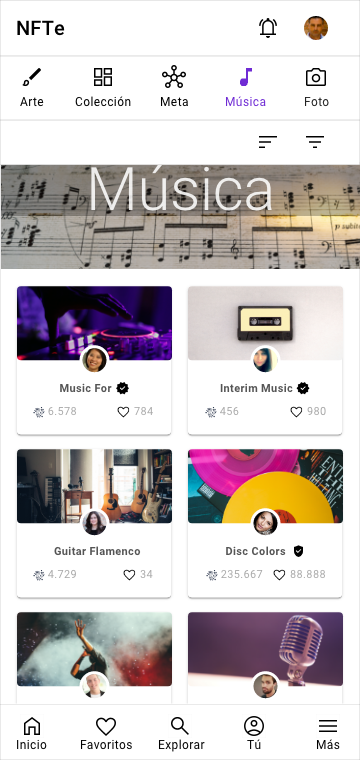 NFTe
Arte Colección Meta Música Foto
Música
Music For Interim Music
6.578 784 456 980
Guitar Flamenco Disc Colors
4.729 34 235.667 88.888
Inicio Favoritos Explorar Tú Más